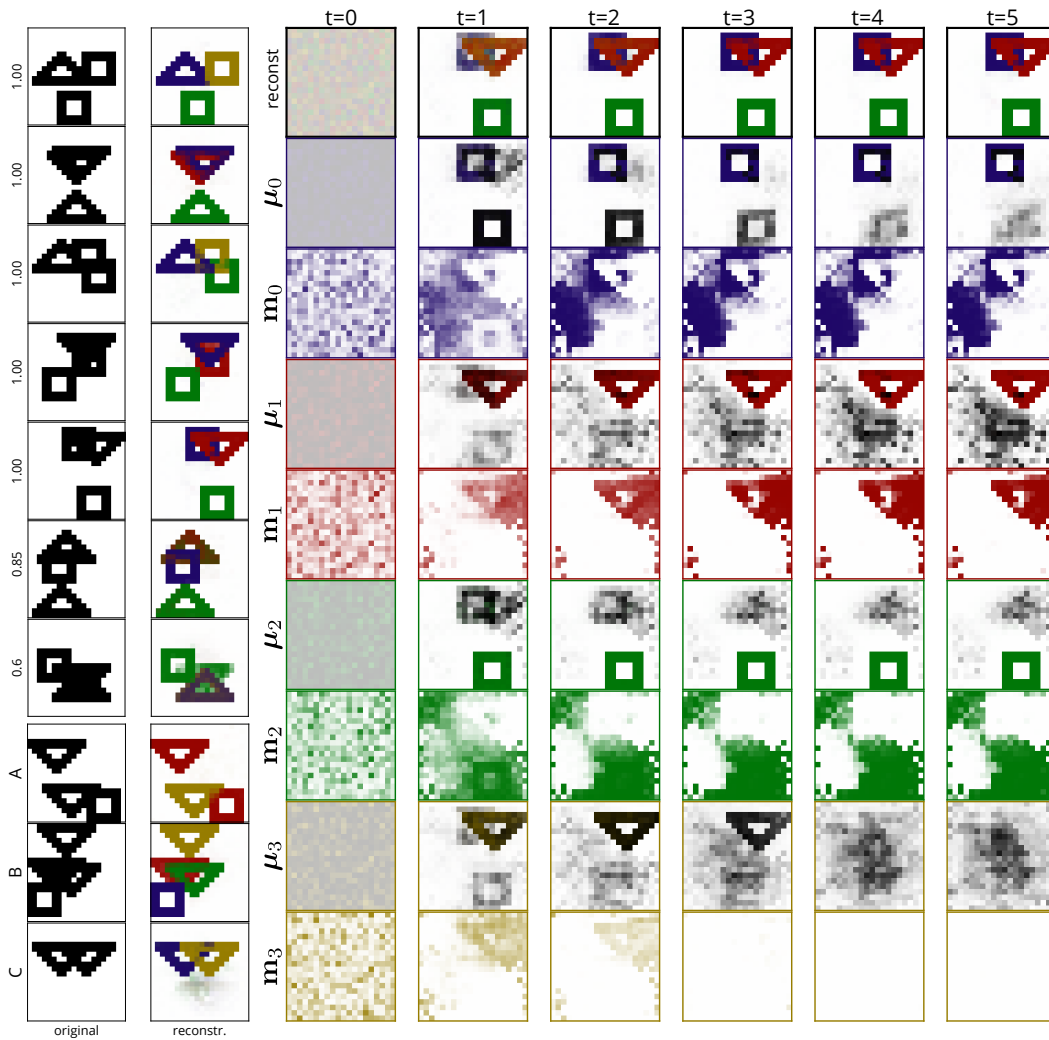 t=0 t=1 t=2 t=3 t=4 t=5
1.00
1.00
1.00
1.00
1.00
0.85
0.6
A
B
C
original reconstr.
reconst
μ₀
m₀
μ₁
m₁
μ₂
m₂
μ₃
m₃